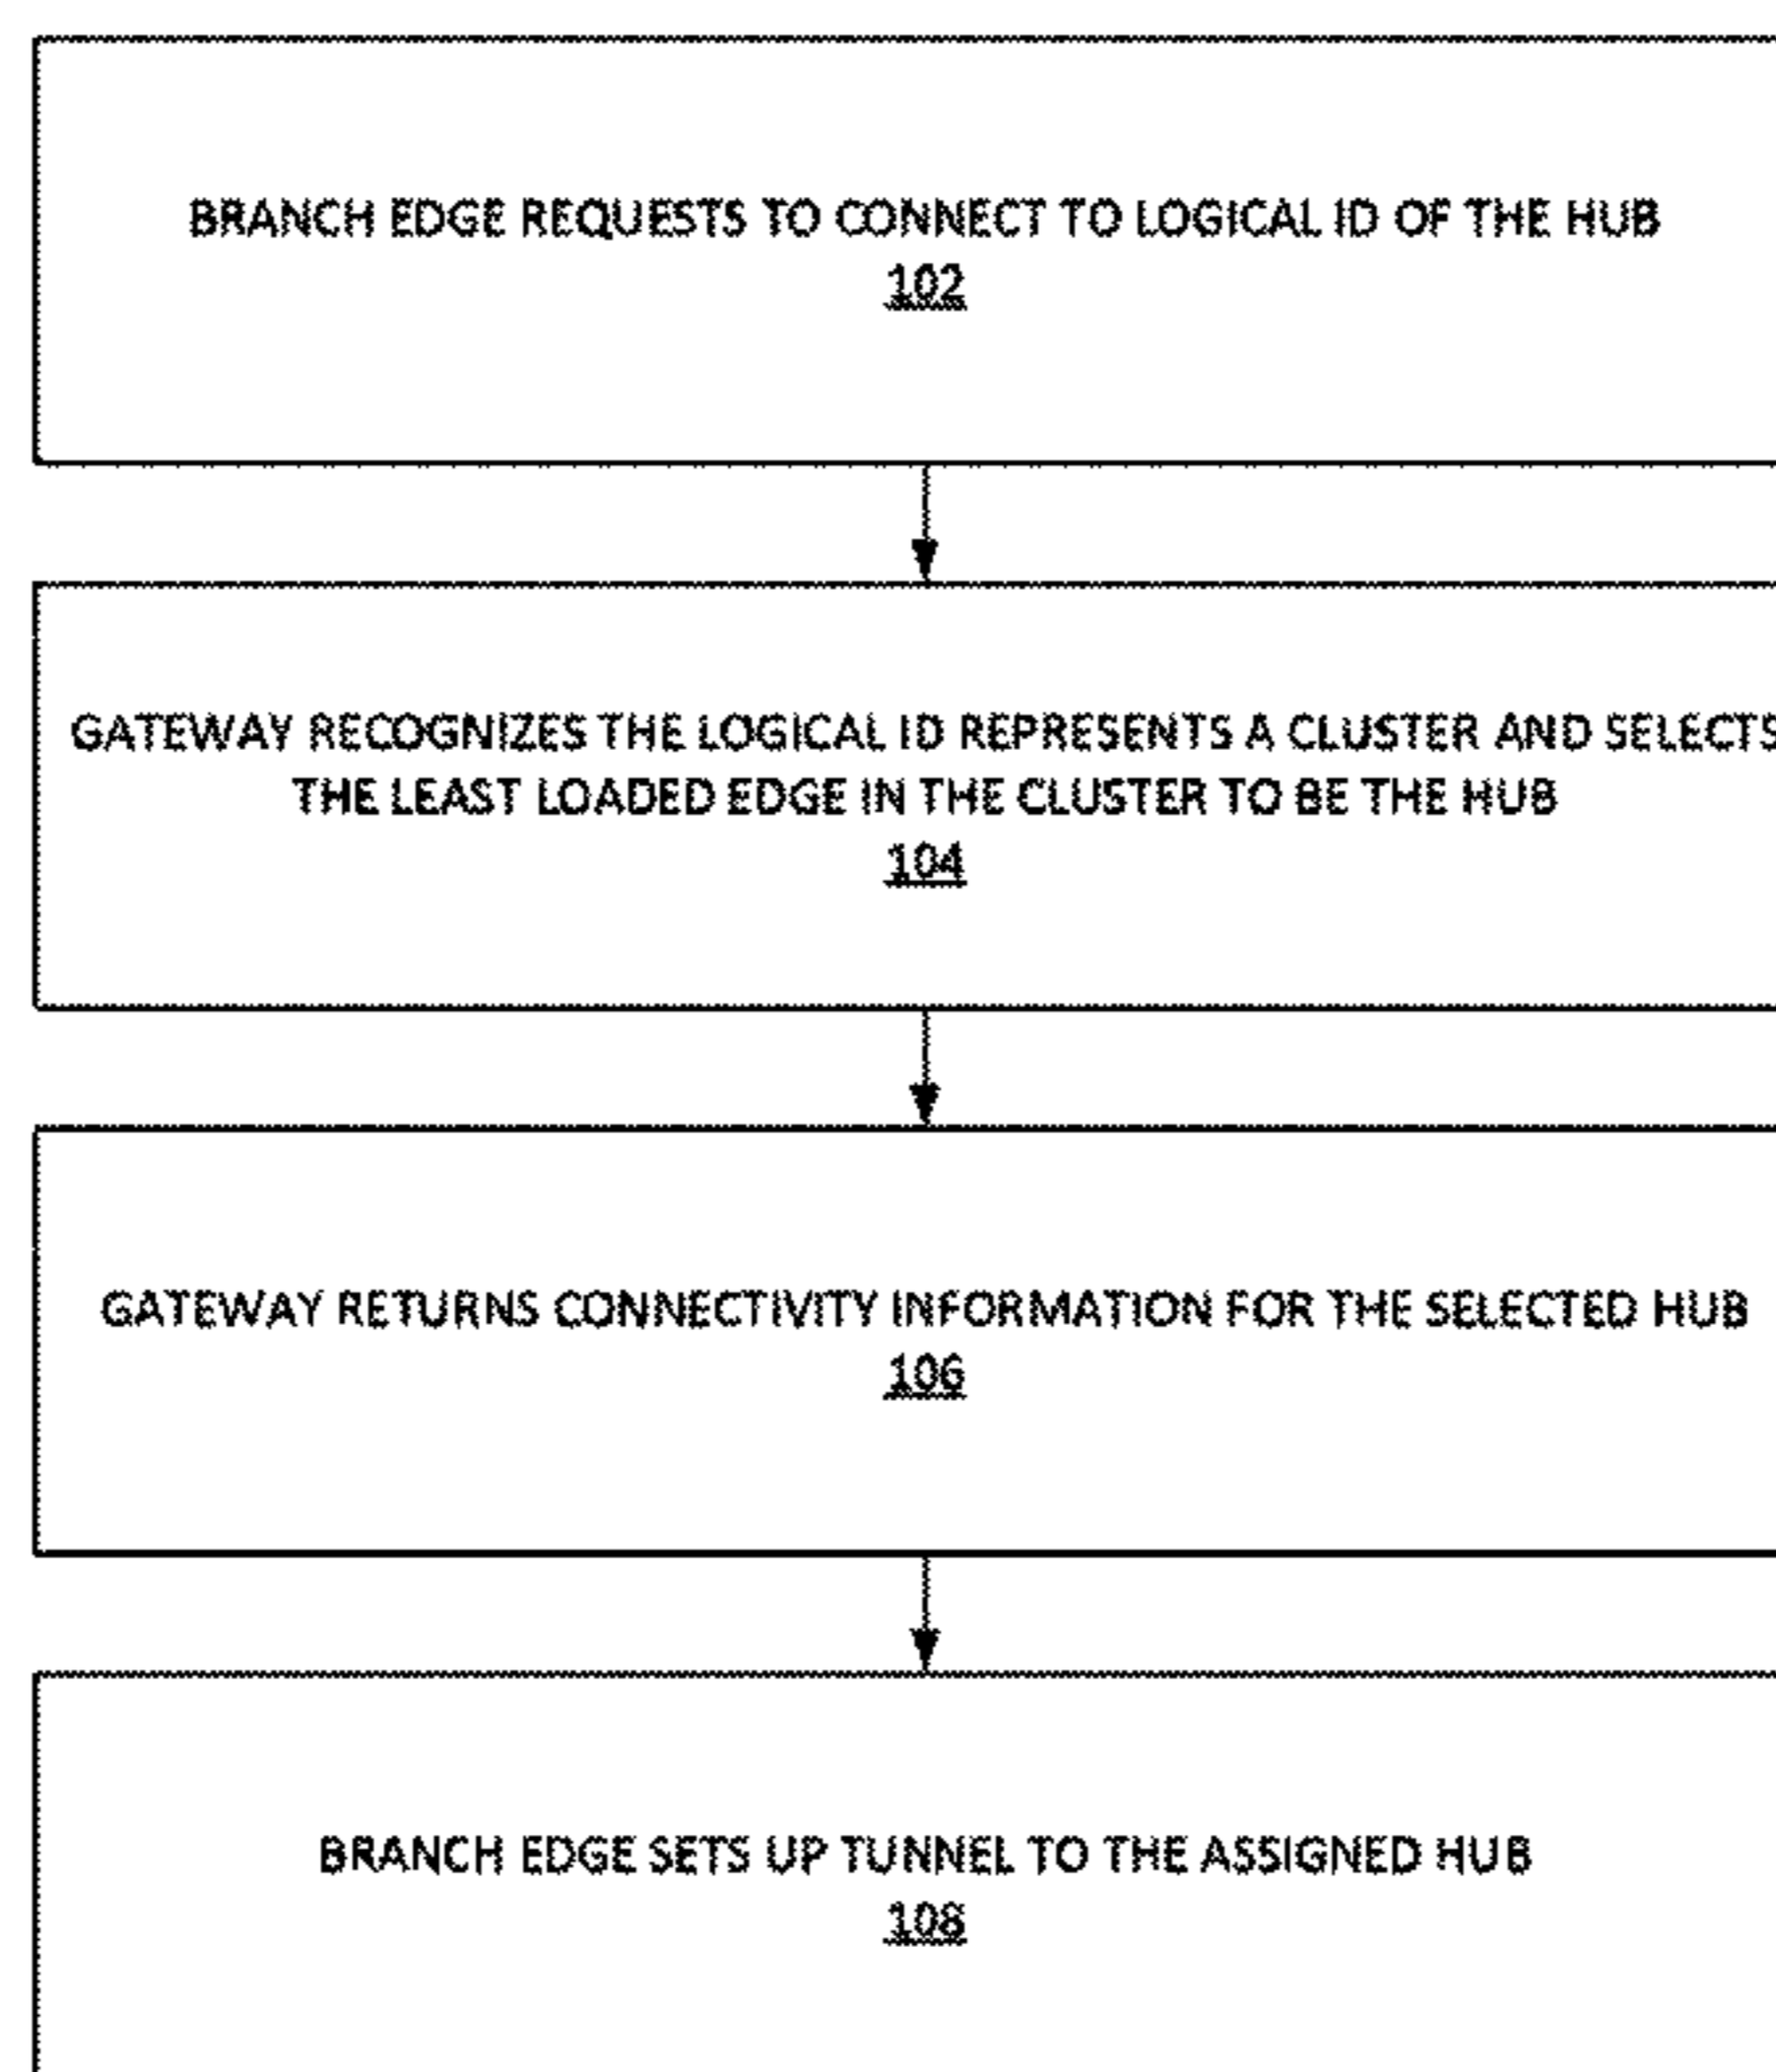 BRANCH EDGE REQUESTS TO CONNECT TO LOGICAL ID OF THE HUB
102
GATEWAY RECOGNIZES THE LOGICAL ID REPRESENTS A CLUSTER AND SELECTS
THE LEAST LOADED EDGE IN THE CLUSTER TO BE THE HUB
104
GATEWAY RETURNS CONNECTIVITY INFORMATION FOR THE SELECTED HUB
106
BRANCH EDGE SETS UP TUNNEL TO THE ASSIGNED HUB
108